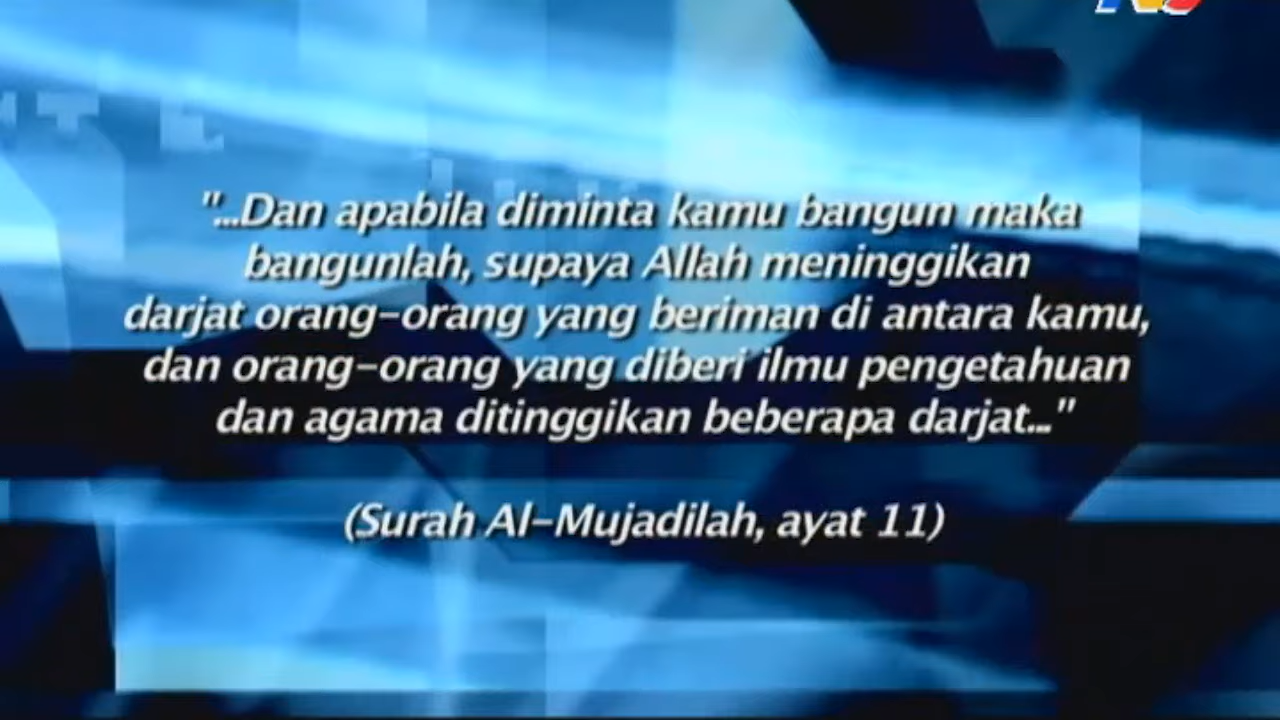 "...Dan apabila diminta kamu bangun maka
bangunlah, supaya Allah meninggikan
darjat orang-orang yang beriman di antara kamu,
dan orang-orang yang diberi ilmu pengetahuan
dan agama ditinggikan beberapa darjat..."
(Surah Al-Mujadilah, ayat 11)